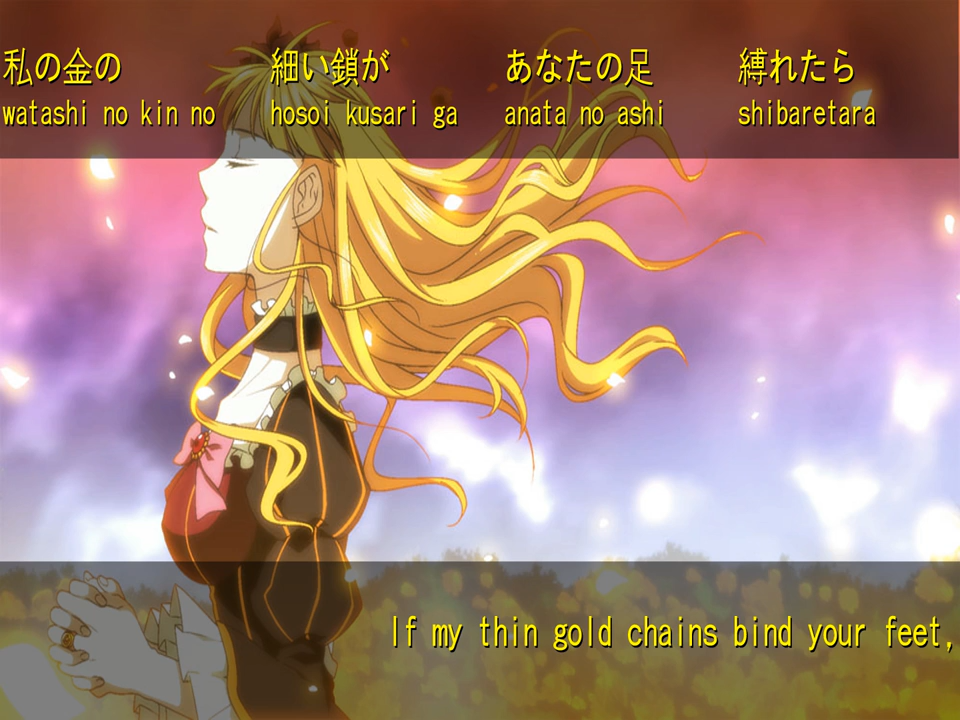 私の金の 細い鎖が あなたの足 縛れたら
watashi no kin no hosoi kusari ga anata no ashi shibaretara
If my thin gold chains bind your feet,